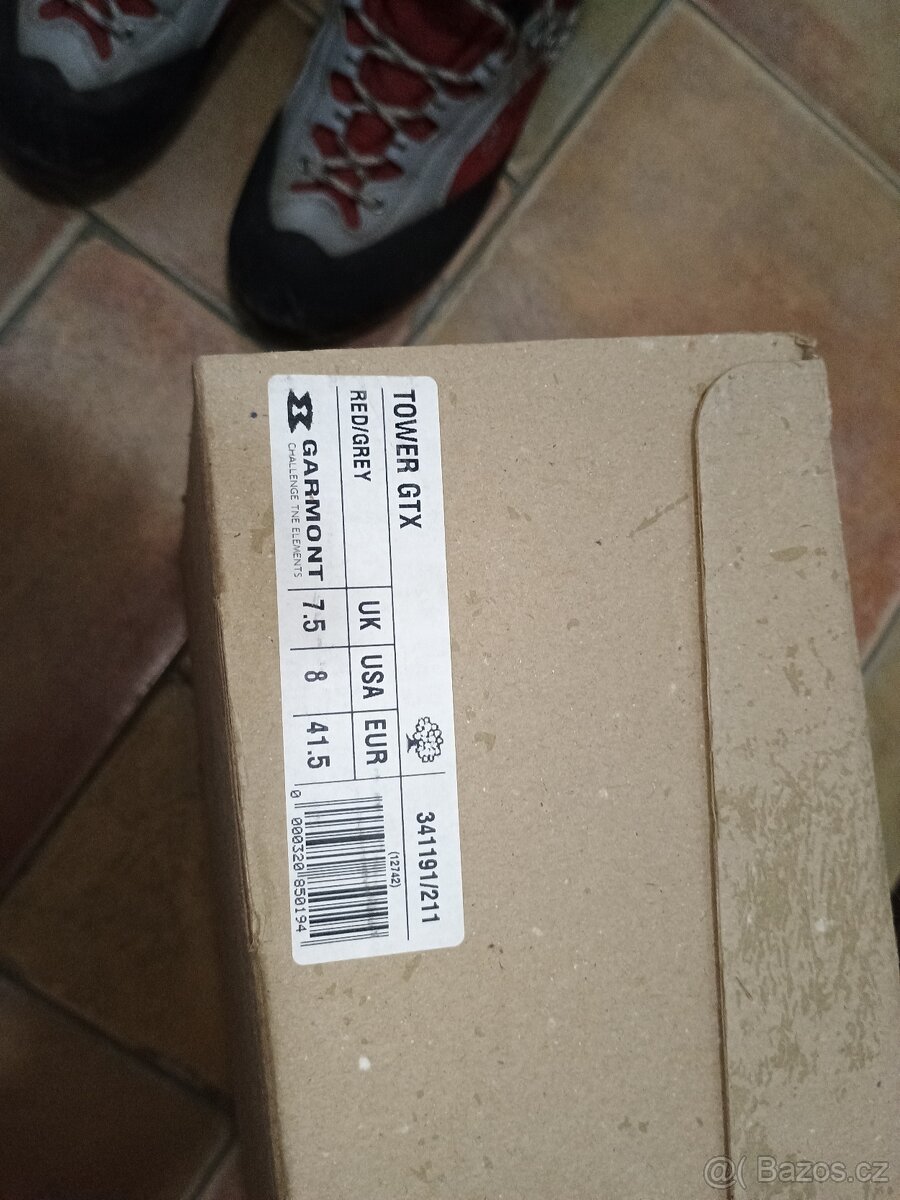 TOWER GTX
341191/211
RED/GREY
UK USA EUR
(12742)
GARMONT
CHALLENGE TNE ELEMENTS
7.5 8 41.5
0 000320 850194
@( Bazos.cz